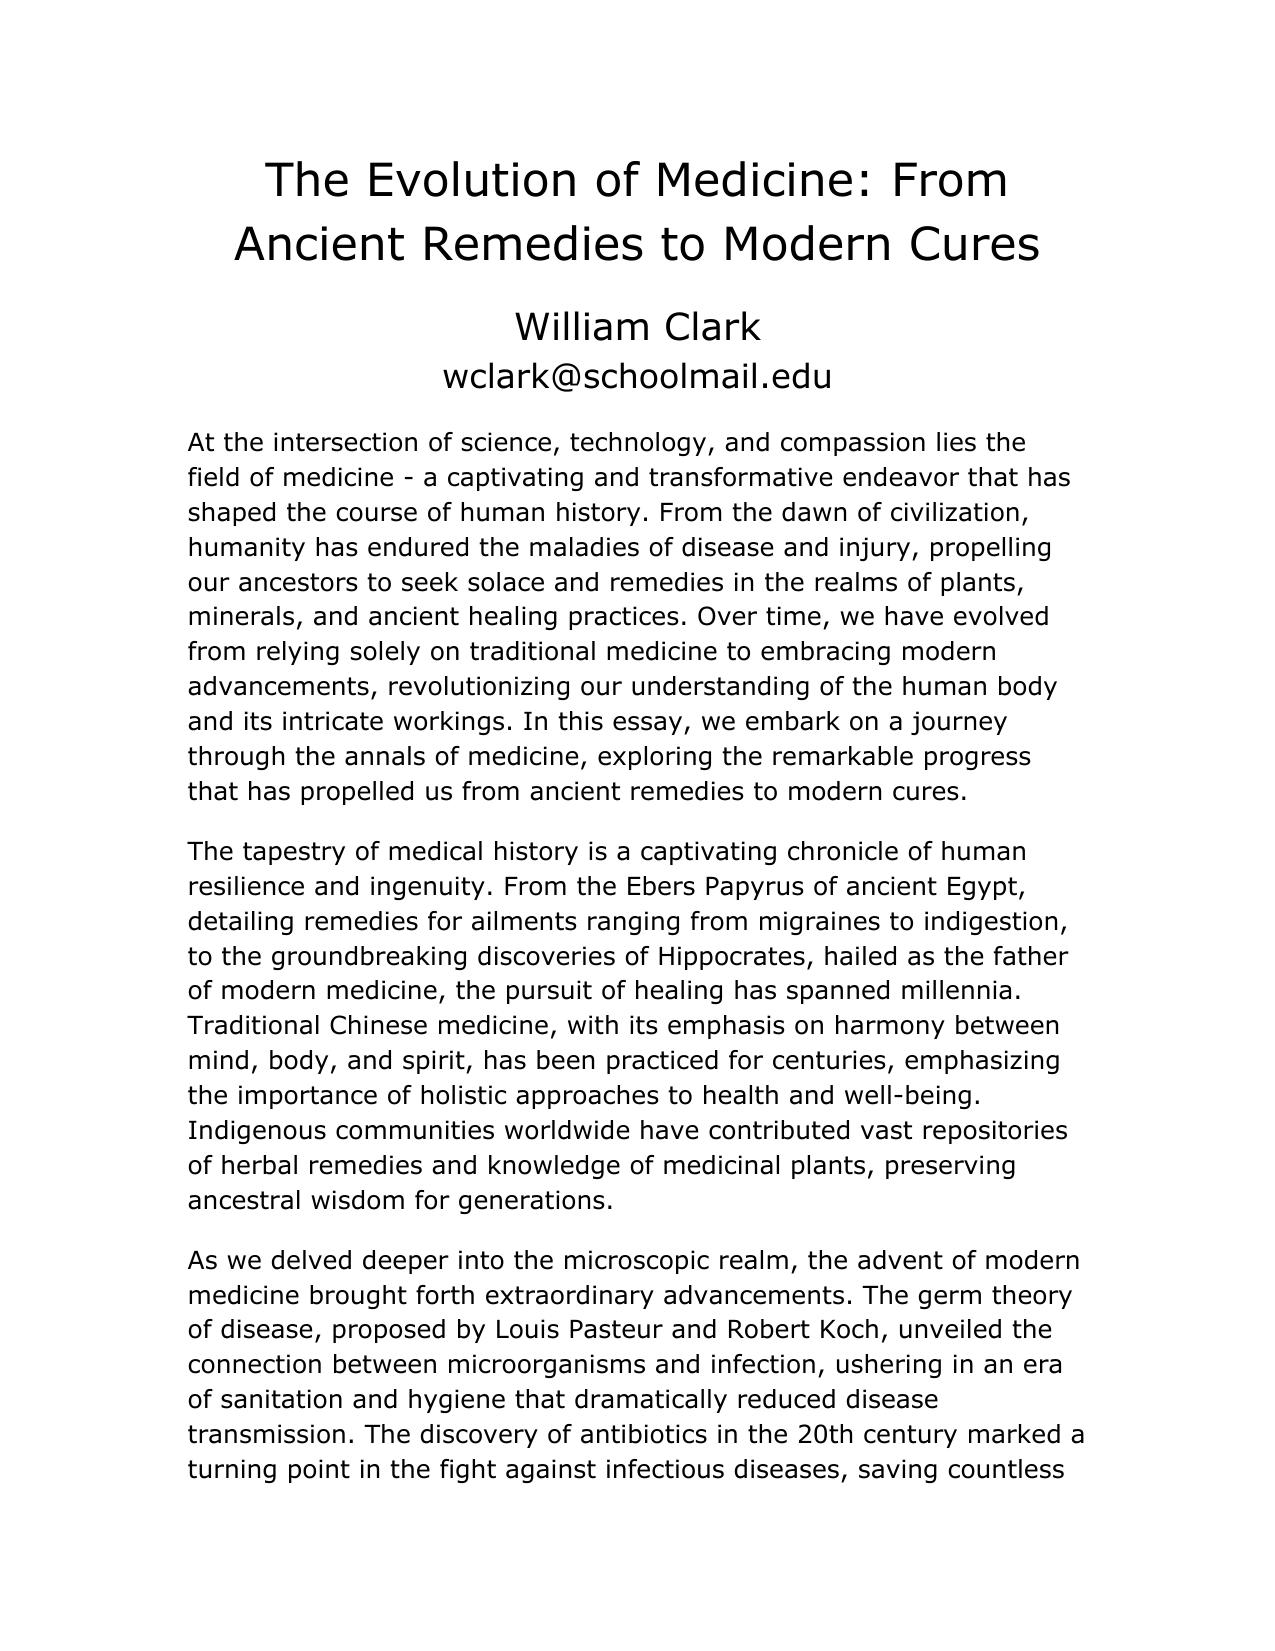 The Evolution of Medicine: From
Ancient Remedies to Modern Cures
William Clark
wclark@schoolmail.edu
At the intersection of science, technology, and compassion lies the
field of medicine - a captivating and transformative endeavor that has
shaped the course of human history. From the dawn of civilization,
humanity has endured the maladies of disease and injury, propelling
our ancestors to seek solace and remedies in the realms of plants,
minerals, and ancient healing practices. Over time, we have evolved
from relying solely on traditional medicine to embracing modern
advancements, revolutionizing our understanding of the human body
and its intricate workings. In this essay, we embark on a journey
through the annals of medicine, exploring the remarkable progress
that has propelled us from ancient remedies to modern cures.
The tapestry of medical history is a captivating chronicle of human
resilience and ingenuity. From the Ebers Papyrus of ancient Egypt,
detailing remedies for ailments ranging from migraines to indigestion,
to the groundbreaking discoveries of Hippocrates, hailed as the father
of modern medicine, the pursuit of healing has spanned millennia.
Traditional Chinese medicine, with its emphasis on harmony between
mind, body, and spirit, has been practiced for centuries, emphasizing
the importance of holistic approaches to health and well-being.
Indigenous communities worldwide have contributed vast repositories
of herbal remedies and knowledge of medicinal plants, preserving
ancestral wisdom for generations.
As we delved deeper into the microscopic realm, the advent of modern
medicine brought forth extraordinary advancements. The germ theory
of disease, proposed by Louis Pasteur and Robert Koch, unveiled the
connection between microorganisms and infection, ushering in an era
of sanitation and hygiene that dramatically reduced disease
transmission. The discovery of antibiotics in the 20th century marked a
turning point in the fight against infectious diseases, saving countless